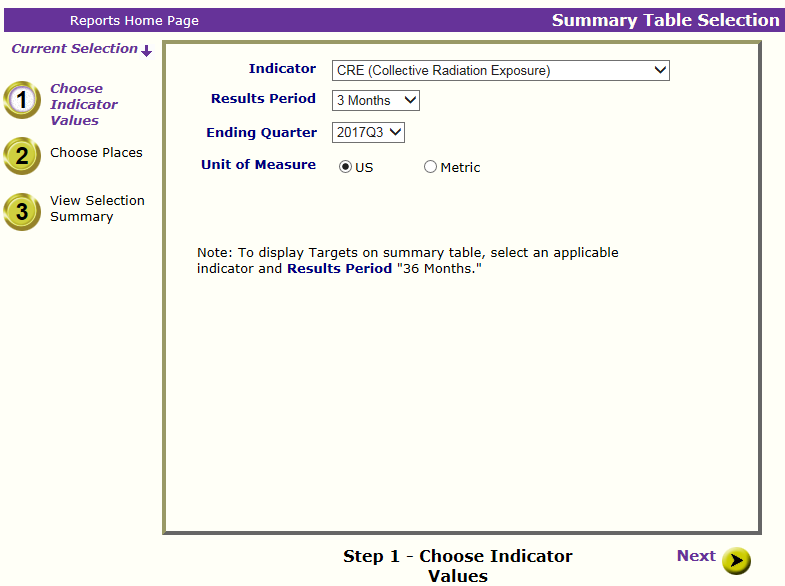 Reports Home Page
Summary Table Selection
Current Selection
1
Choose
Indicator
Values
2
Choose Places
3
View Selection
Summary
Indicator
CRE (Collective Radiation Exposure)
Results Period
3 Months
Ending Quarter
2017Q3
Unit of Measure
US
Metric
Note: To display Targets on summary table, select an applicable
indicator and Results Period "36 Months."
Step 1 - Choose Indicator
Values
Next